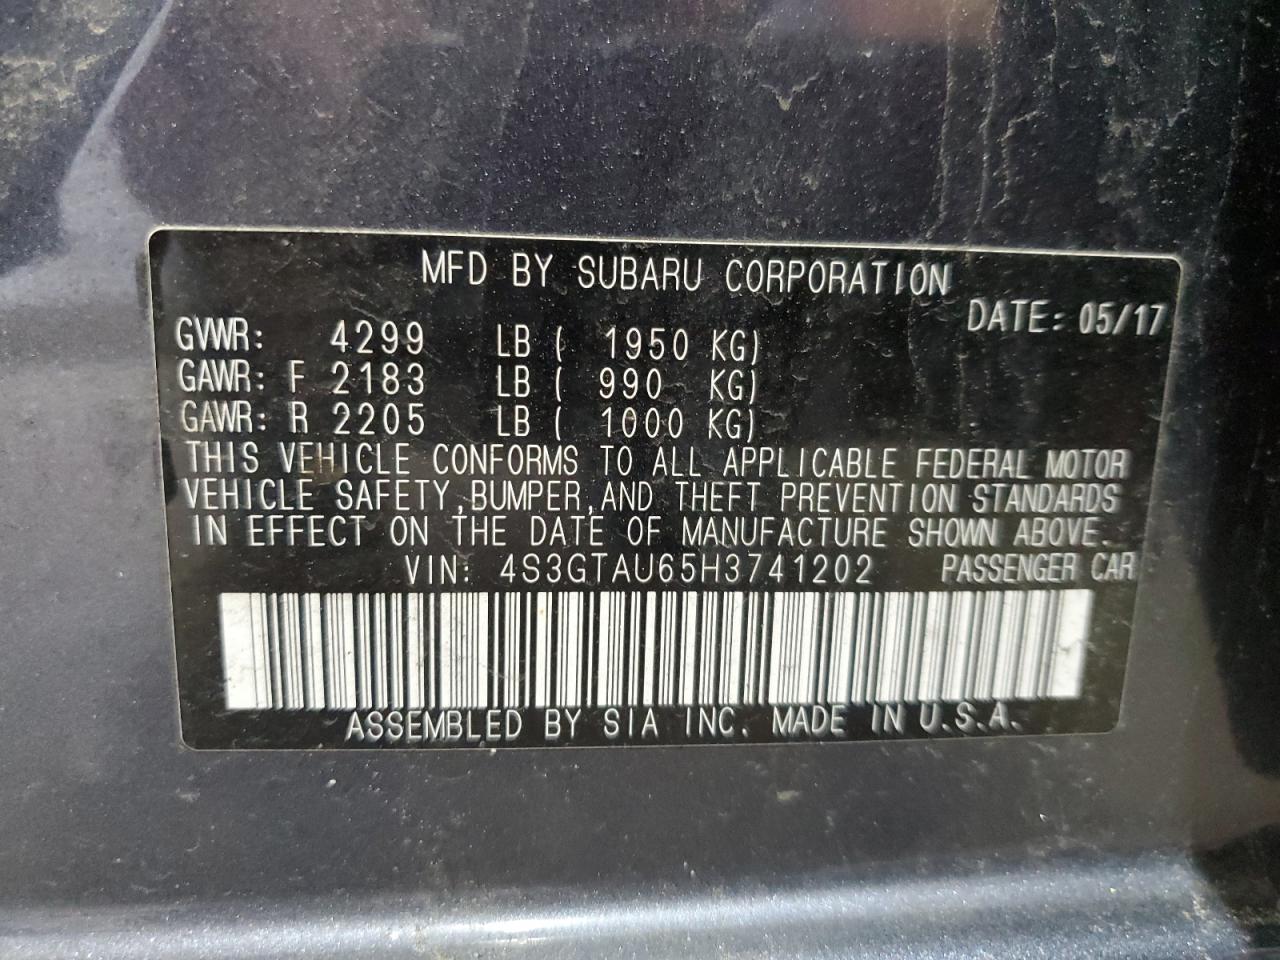 MFD BY SUBARU CORPORATION
DATE: 05/17
GVWR: 4299 LB ( 1950 KG)
GAWR: F 2183 LB ( 990 KG)
GAWR: R 2205 LB ( 1000 KG)
THIS VEHICLE CONFORMS TO ALL APPLICABLE FEDERAL MOTOR
VEHICLE SAFETY,BUMPER,AND THEFT PREVENTION STANDARDS
IN EFFECT ON THE DATE OF MANUFACTURE SHOWN ABOVE.
VIN: 4S3GTAU65H3741202 PASSENGER CAR
ASSEMBLED BY SIA INC. MADE IN U.S.A.